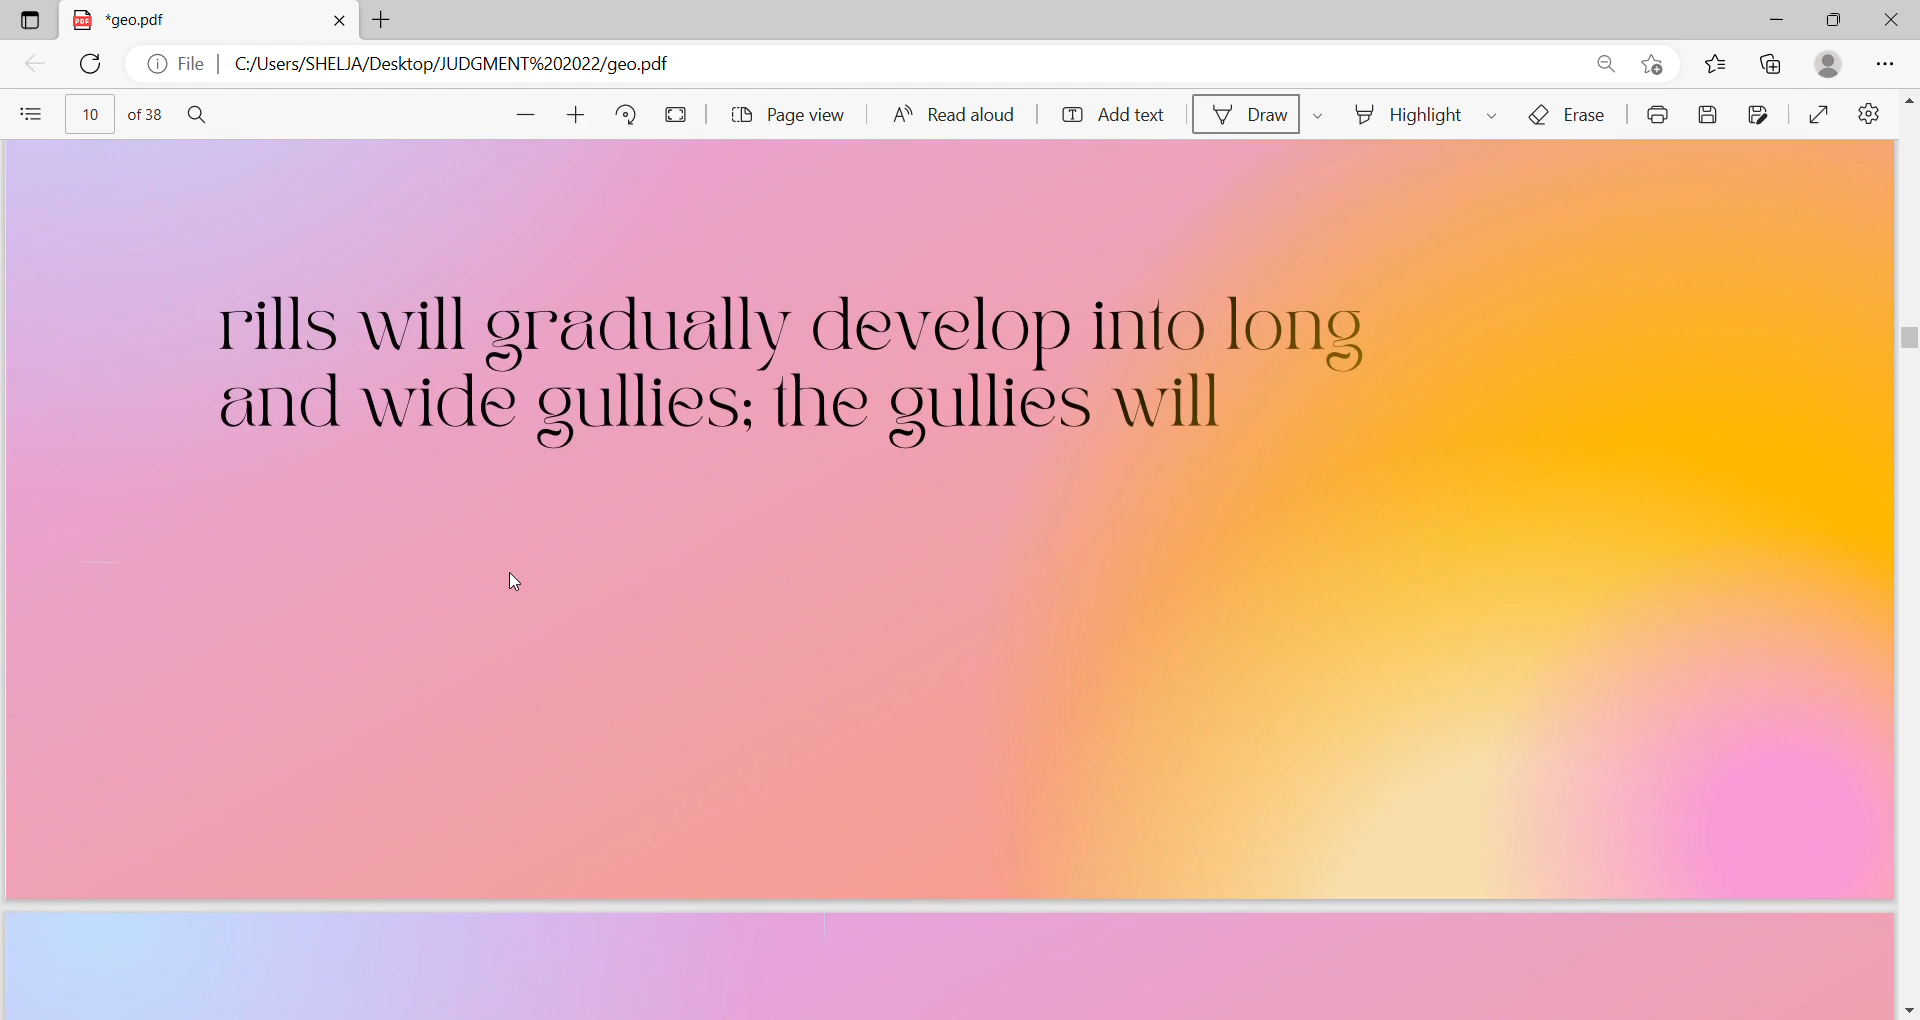 *geo.pdf
File C:/Users/SHELJA/Desktop/JUDGMENT%202022/geo.pdf
10 of 38 Page view Read aloud Add text Draw Highlight Erase
rills will gradually develop into long
and wide gullies; the gullies will